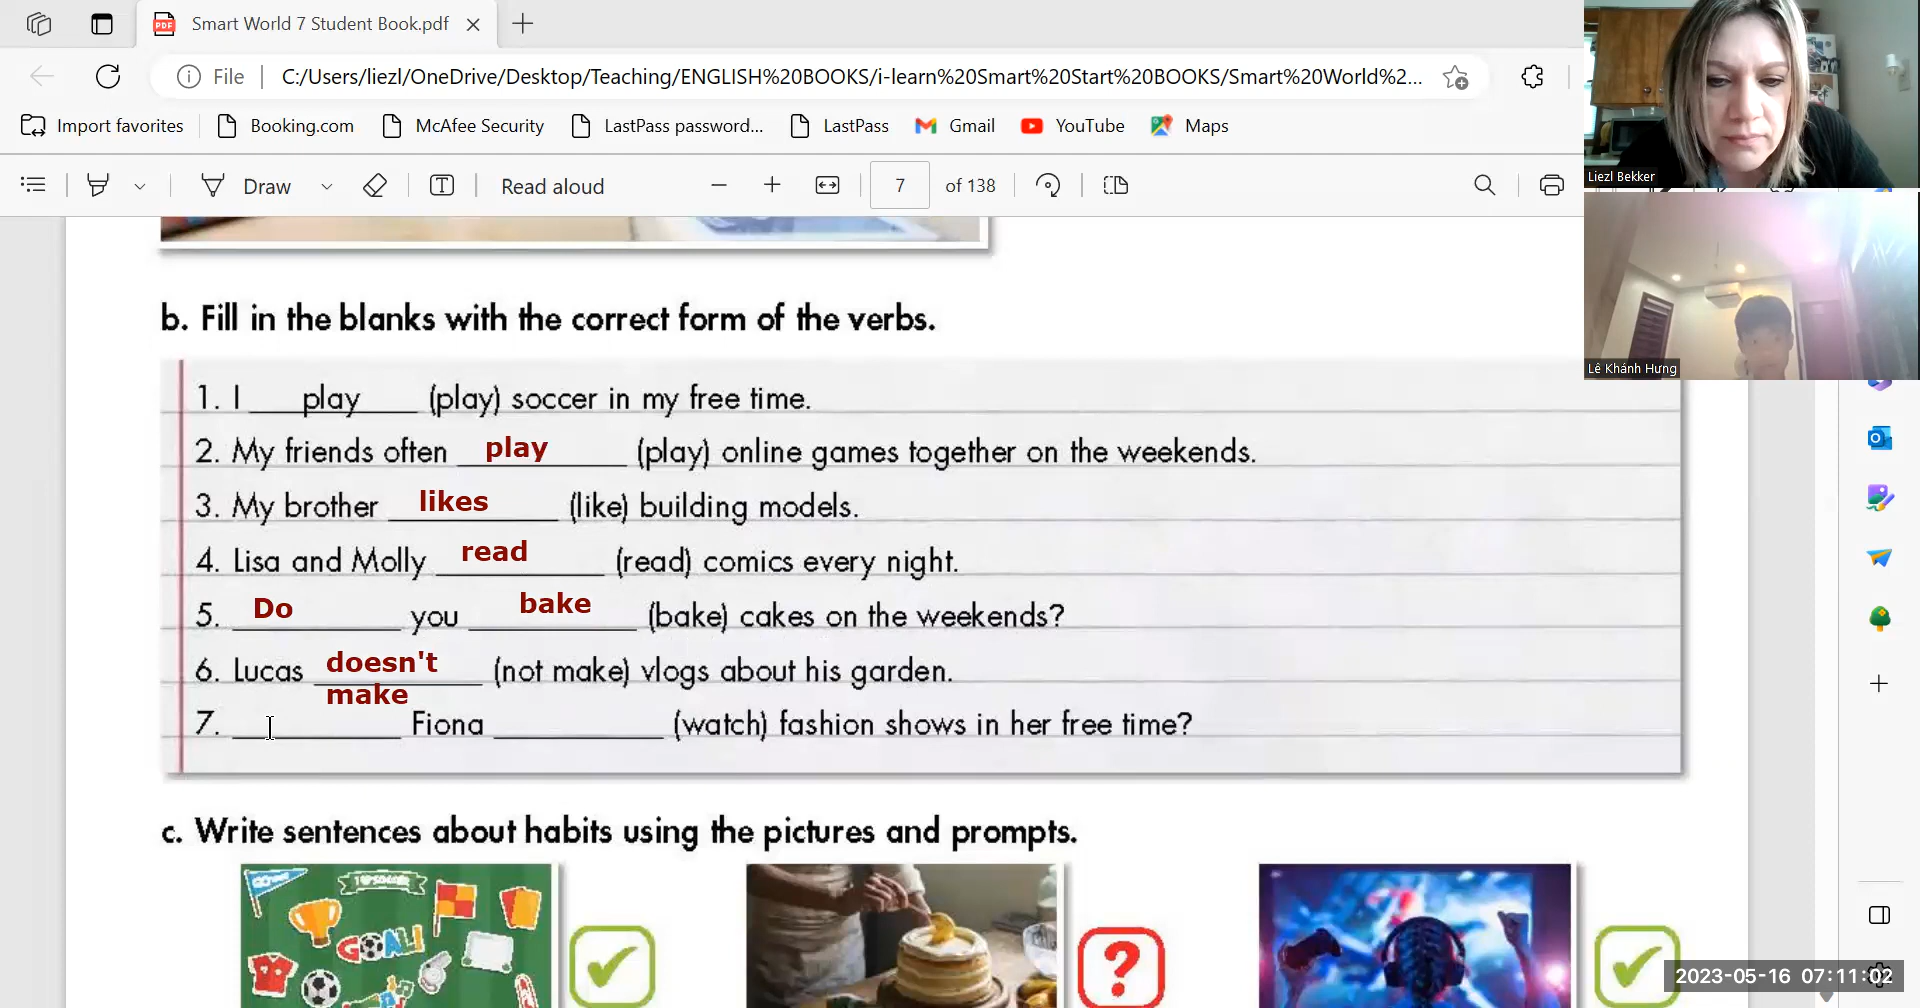 Smart World 7 Student Book.pdf
File C:/Users/liezl/OneDrive/Desktop/Teaching/ENGLISH%20BOOKS/i-learn%20Smart%20Start%20BOOKS/Smart%20World%2...
Import favorites Booking.com McAfee Security LastPass password... LastPass Gmail YouTube Maps
Draw Read aloud 7 of 138
Liezl Bekker
Lê Khánh Hưng
b. Fill in the blanks with the correct form of the verbs.
1. I ___play___ (play) soccer in my free time.
2. My friends often play (play) online games together on the weekends.
3. My brother likes (like) building models.
4. Lisa and Molly read (read) comics every night.
5. Do you bake (bake) cakes on the weekends?
6. Lucas doesn't make (not make) vlogs about his garden.
7. ______ Fiona ______ (watch) fashion shows in her free time?
c. Write sentences about habits using the pictures and prompts.
GOAL!
2023-05-16 07:11:02